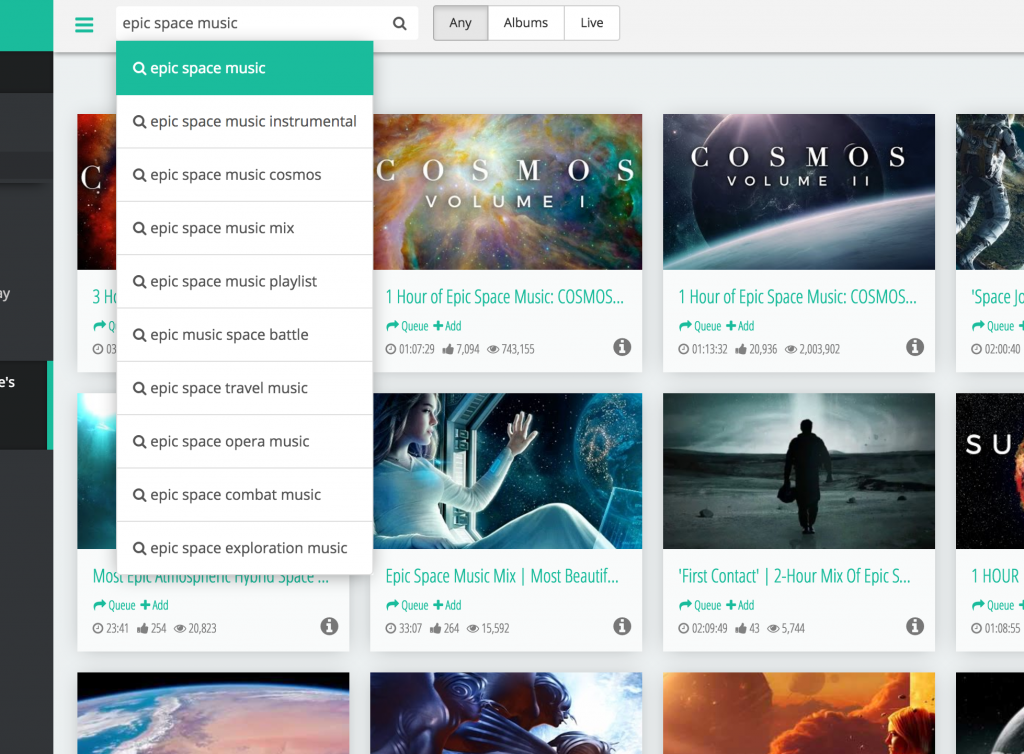 epic space music
Any
Albums
Live
epic space music
epic space music instrumental
epic space music cosmos
epic space music mix
epic space music playlist
epic music space battle
epic space travel music
epic space opera music
epic space combat music
epic space exploration music
ay
e's
C
3 Ho
Q
03
COSMOS
VOLUME I
1 Hour of Epic Space Music: COSMOS...
Queue Add
01:07:29 7,094 743,155
COSMOS
VOLUME II
1 Hour of Epic Space Music: COSMOS...
Queue Add
01:13:32 20,936 2,003,902
'Space Jo
Queue
02:00:40
Most Epic Atmospheric Hybrid Space ...
Queue Add
23:41 254 20,823
Epic Space Music Mix | Most Beautif...
Queue Add
33:07 264 15,592
'First Contact' | 2-Hour Mix Of Epic S...
Queue Add
02:09:49 43 5,744
SU
1 HOUR
Queue
01:08:55